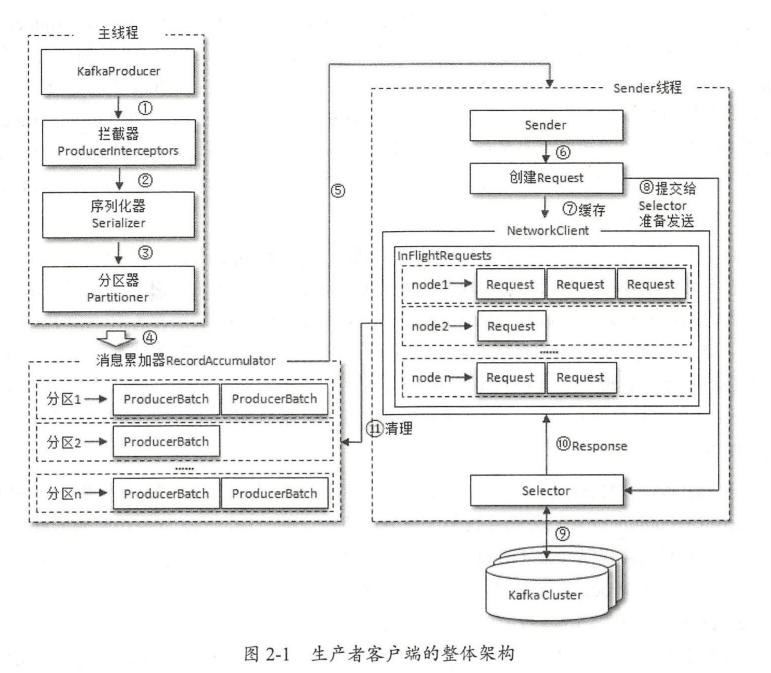 主线程
KafkaProducer
①
拦截器
ProducerInterceptors
②
序列化器
Serializer
③
分区器
Partitioner
④
消息累加器RecordAccumulator
分区1
ProducerBatch
ProducerBatch
分区2
ProducerBatch
......
分区n
ProducerBatch
ProducerBatch
⑤
Sender线程
Sender
⑥
创建Request
⑦缓存
⑧提交给
Selector
准备发送
NetworkClient
InFlightRequests
node1
Request
Request
Request
node2
Request
......
node n
Request
Request
⑪清理
⑩Response
Selector
⑨
Kafka Cluster
图 2-1 生产者客户端的整体架构